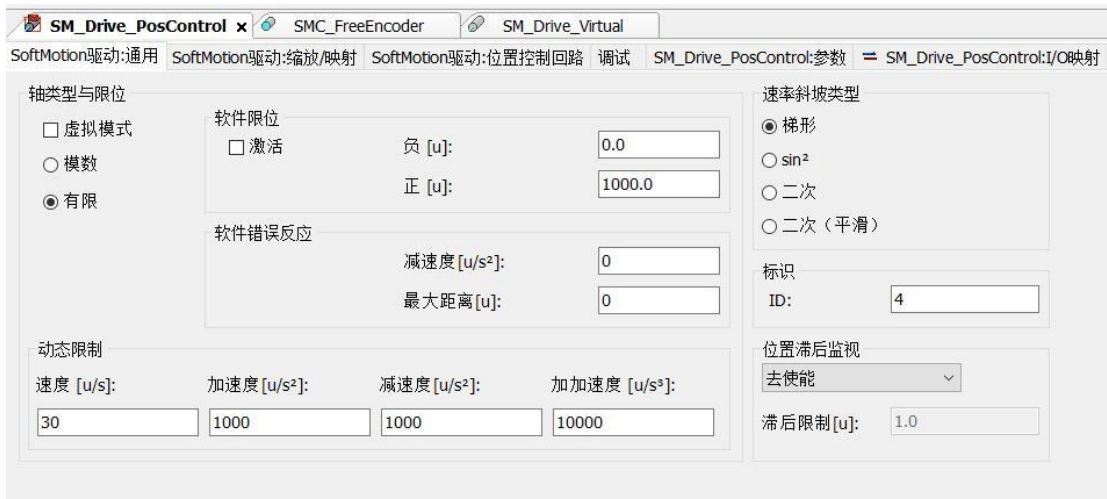 SM_Drive_PosControl x SMC_FreeEncoder SM_Drive_Virtual
SoftMotion驱动:通用 SoftMotion驱动:缩放/映射 SoftMotion驱动:位置控制回路 调试 SM_Drive_PosControl:参数 SM_Drive_PosControl:I/O映射
轴类型与限位
虚拟模式
模数
有限
软件限位
激活
负 [u]: 0.0
正 [u]: 1000.0
软件错误反应
减速度[u/s²]: 0
最大距离[u]: 0
动态限制
速度 [u/s]: 加速度[u/s²]: 减速度[u/s²]: 加加速度 [u/s³]:
30 1000 1000 10000
速率斜坡类型
梯形
sin²
二次
二次（平滑）
标识
ID: 4
位置滞后监视
去使能
滞后限制[u]: 1.0